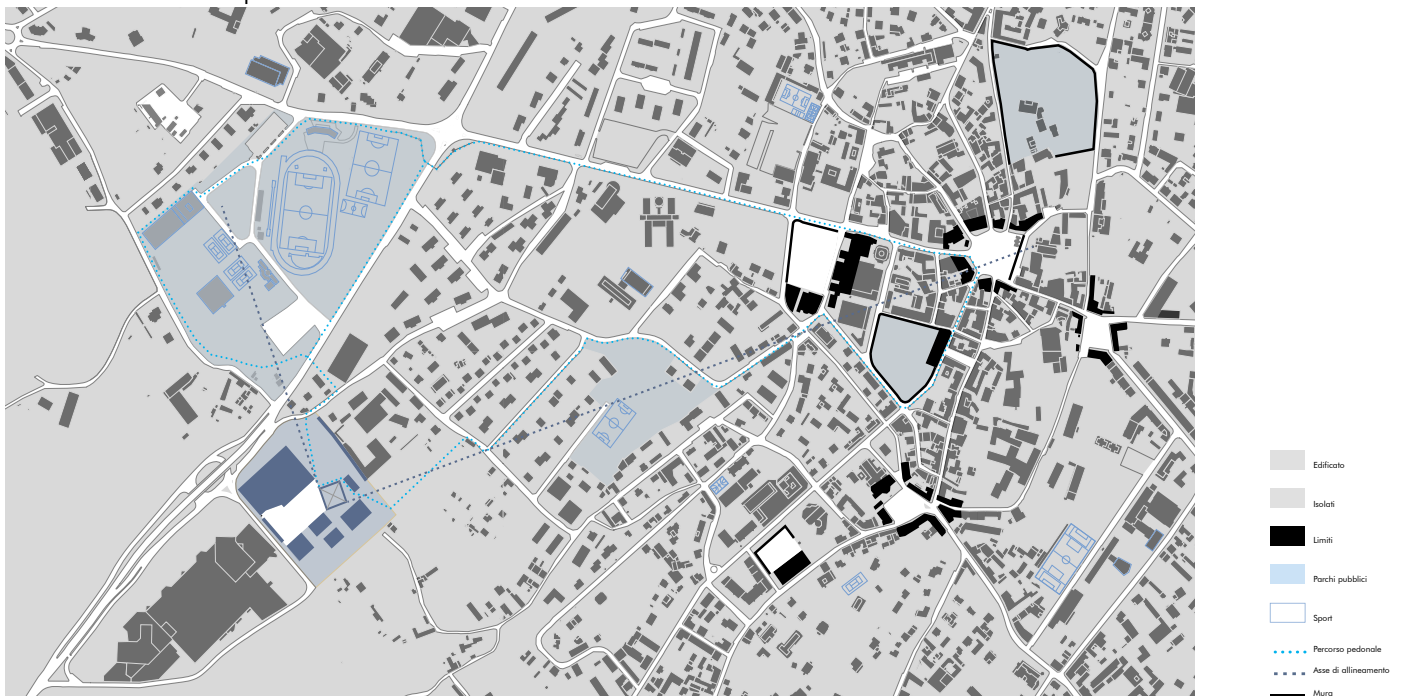 Edificato
Isolati
Limiti
Parchi pubblici
Sport
Percorso pedonale
Asse di allineamento
Mura